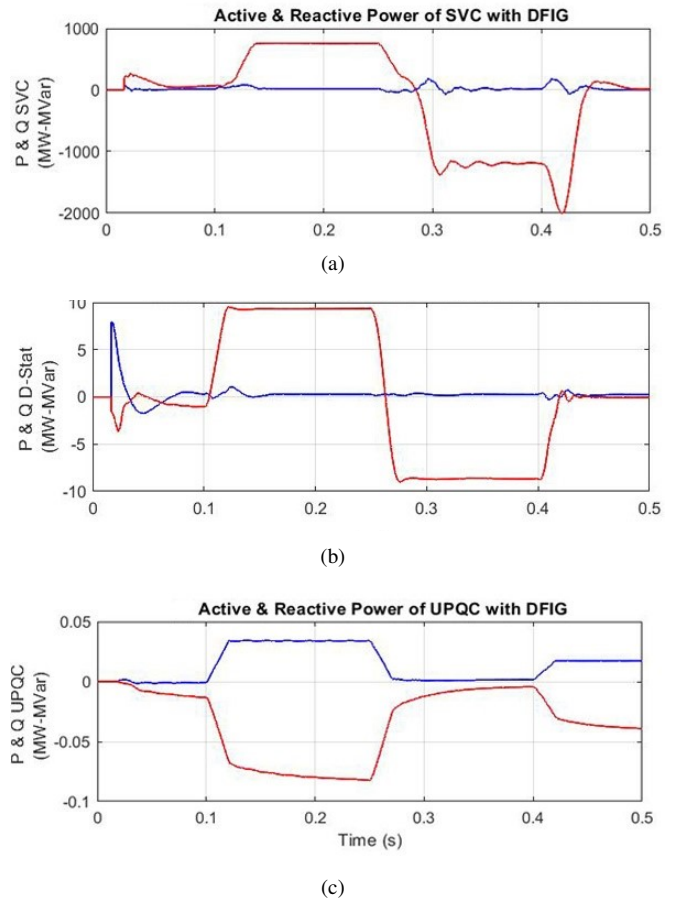 Active & Reactive Power of SVC with DFIG
P & Q SVC
(MW-MVar)
1000
0
-1000
-2000
0
0.1
0.2
0.3
0.4
0.5
(a)
P & Q D-Stat
(MW-MVar)
10
5
0
-5
-10
0
0.1
0.2
0.3
0.4
0.5
(b)
Active & Reactive Power of UPQC with DFIG
P & Q UPQC
(MW-MVar)
0.05
0
-0.05
-0.1
0
0.1
0.2
0.3
0.4
0.5
Time (s)
(c)